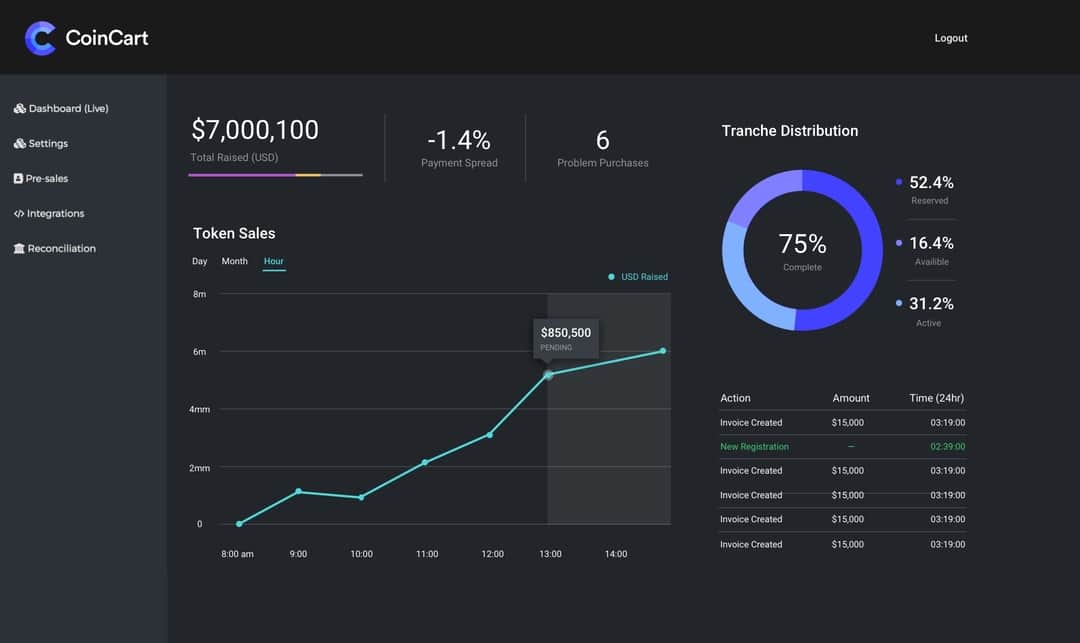 CoinCart
Logout
Dashboard (Live)
Settings
Pre-sales
Integrations
Reconciliation
$7,000,100
Total Raised (USD)
-1.4%
Payment Spread
6
Problem Purchases
Token Sales
Day Month Hour
USD Raised
8m
6m
4mm
2mm
0
$850,500
PENDING
8:00 am 9:00 10:00 11:00 12:00 13:00 14:00
Tranche Distribution
75%
Complete
52.4%
Reserved
16.4%
Availible
31.2%
Active
Action Amount Time (24hr)
Invoice Created $15,000 03:19:00
New Registration – 02:39:00
Invoice Created $15,000 03:19:00
Invoice Created $15,000 03:19:00
Invoice Created $15,000 03:19:00
Invoice Created $15,000 03:19:00